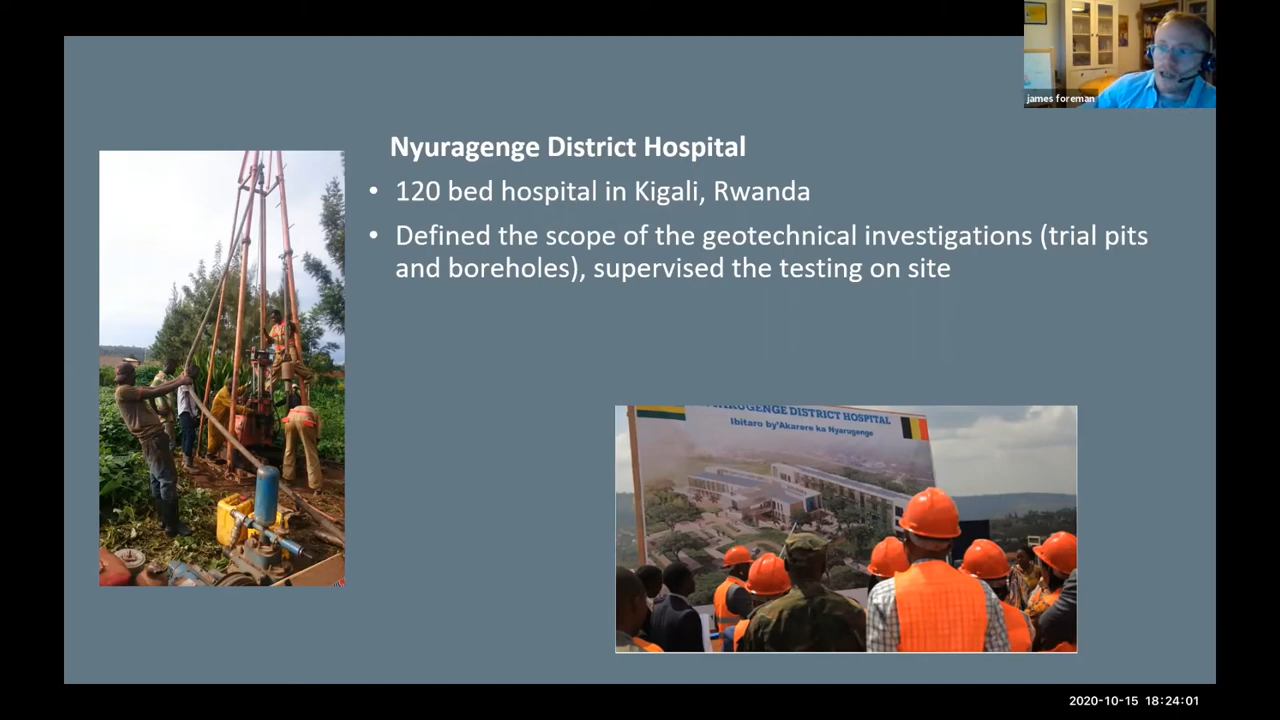 james foreman
Nyuragenge District Hospital
• 120 bed hospital in Kigali, Rwanda
• Defined the scope of the geotechnical investigations (trial pits
and boreholes), supervised the testing on site
DISTRICT HOSPITAL
Ibitaro by'Akarere ka Nyarugenge
2020-10-15 18:24:01